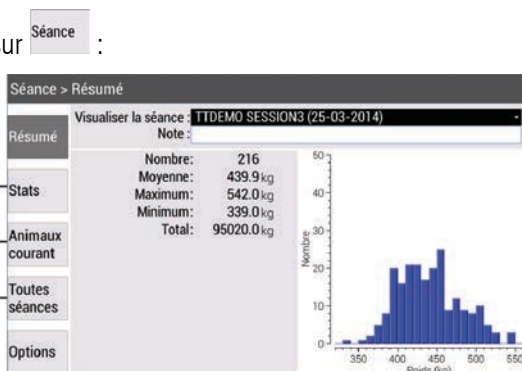 sur Séance :
Séance > Résumé
Résumé
Visualiser la séance : TTDEMO SESSION3 (25-03-2014)
Note :
Nombre: 216
Moyenne: 439.9 kg
Maximum: 542.0 kg
Minimum: 339.0 kg
Total: 95020.0 kg
Stats
Animaux
courant
Toutes
séances
Options
Nombre
50
40
30
20
10
0
350 400 450 500 550
Poids (kg)